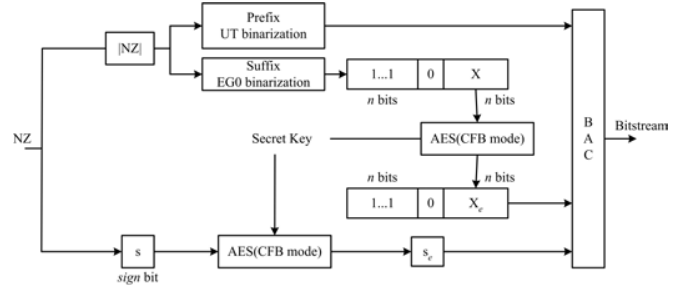 Prefix
UT binarization
|NZ|
Suffix
EG0 binarization
1...1 0 X
n bits n bits
NZ
Secret Key
AES(CFB mode)
B
A
C
Bitstream
n bits n bits
1...1 0 Xe
s
AES(CFB mode)
se
sign bit